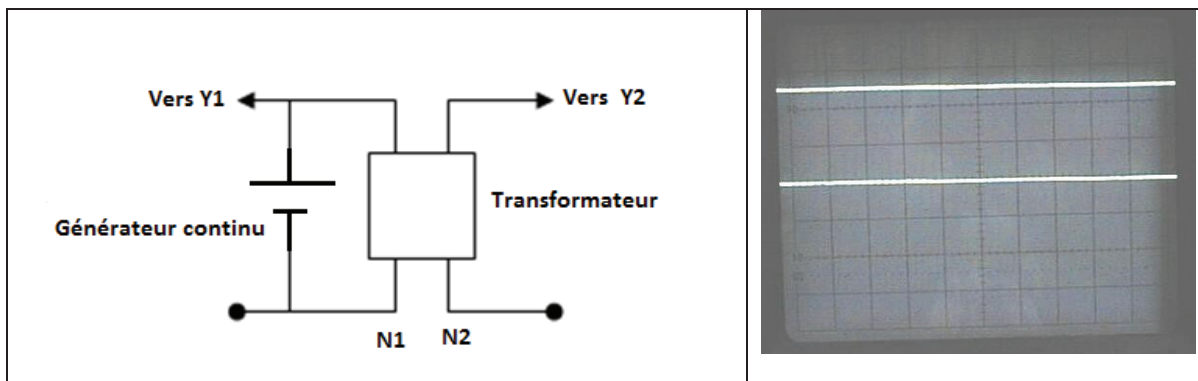 Vers Y1
Vers Y2
Transformateur
Générateur continu
N1
N2